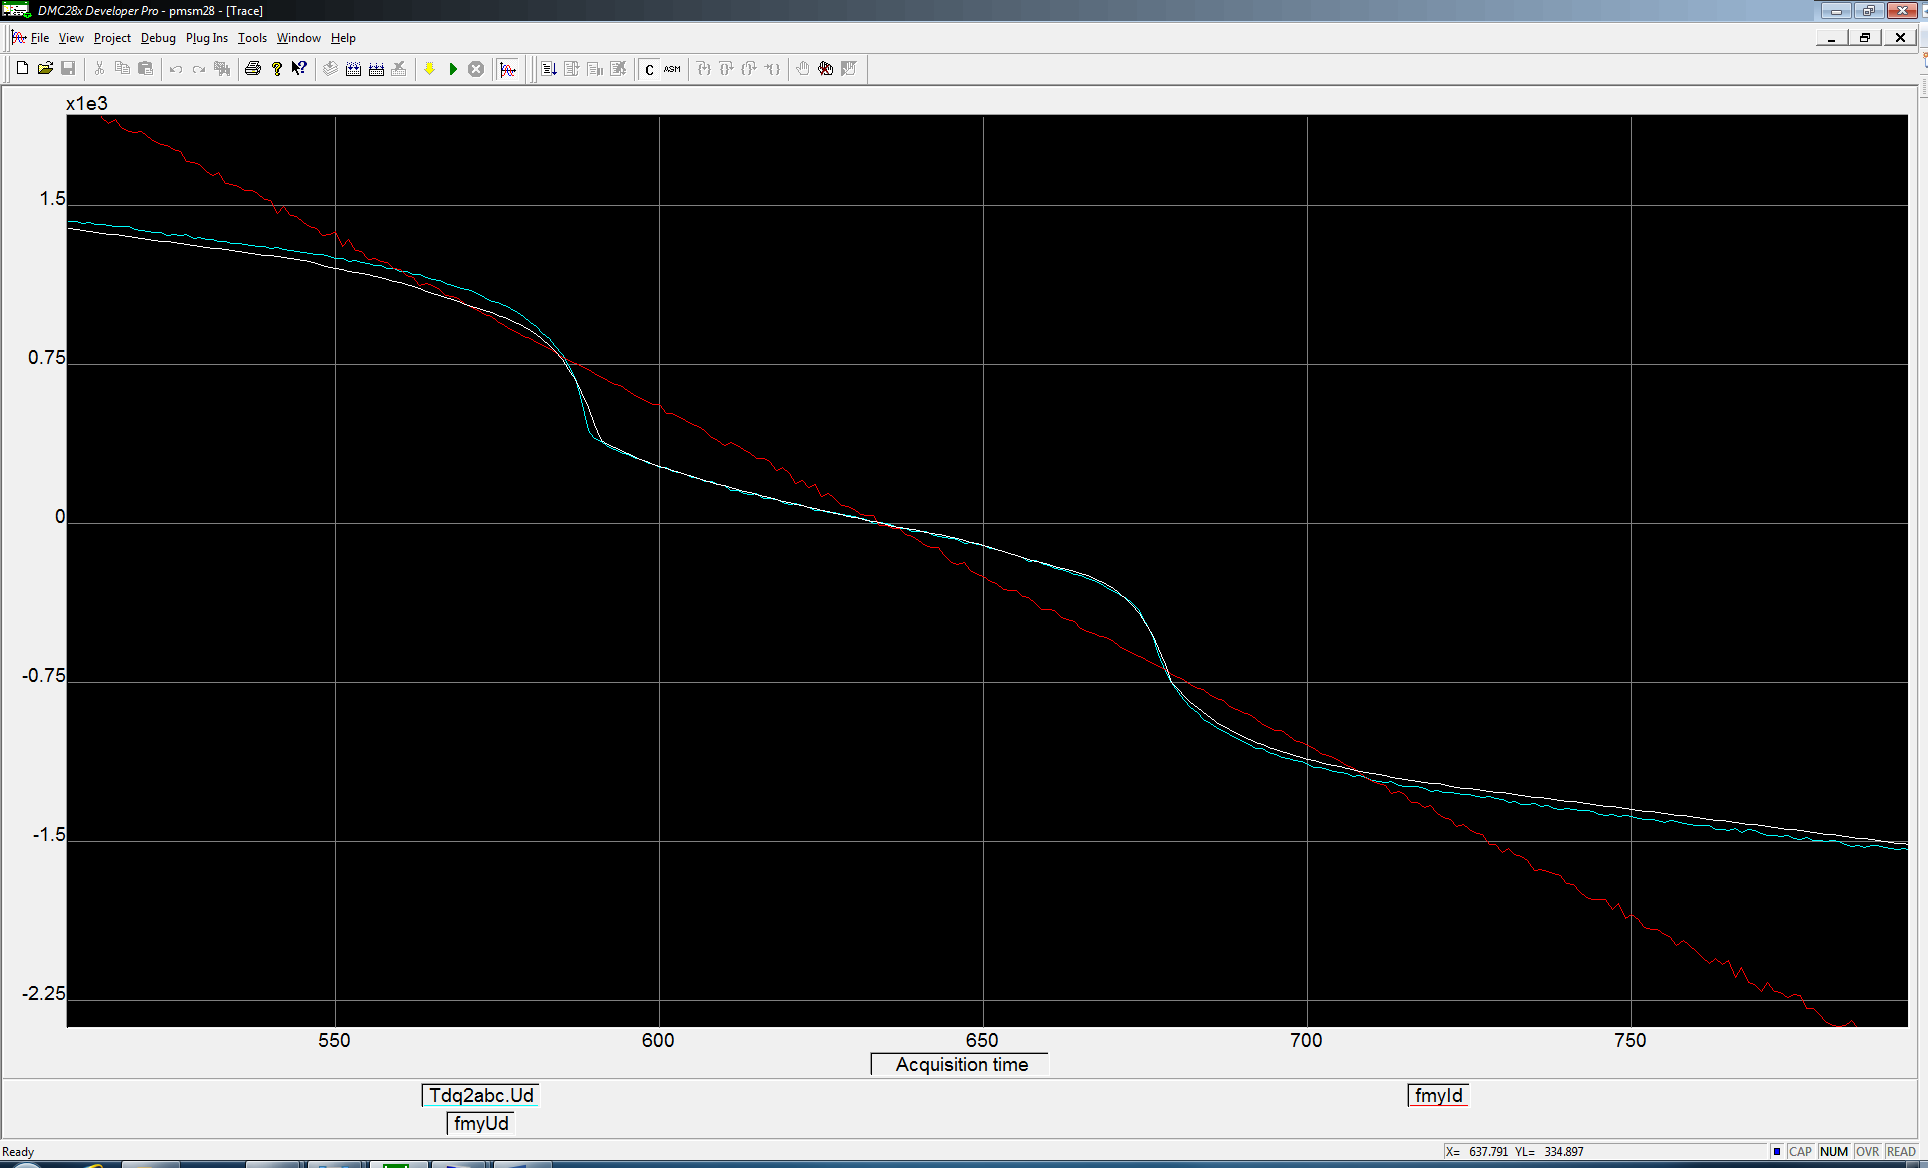 DMC28x Developer Pro - pmsm28 - [Trace]
File View Project Debug Plug Ins Tools Window Help
C ASM
x1e3
1.5
0.75
0
-0.75
-1.5
-2.25
550 600 650 700 750
Acquisition time
Tdq2abc.Ud fmyId
fmyUd
Ready X= 637.791 YL= 334.897 CAP NUM OVR READ